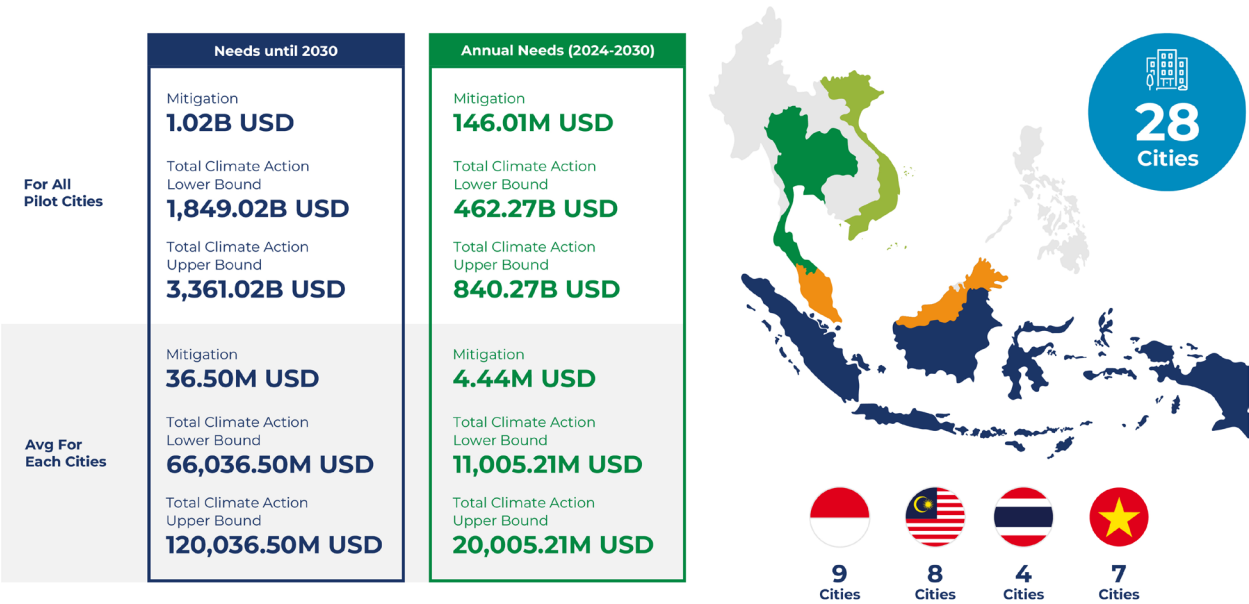 Needs until 2030
Annual Needs (2024-2030)
For All
Pilot Cities
Mitigation
1.02B USD
Total Climate Action
Lower Bound
1,849.02B USD
Total Climate Action
Upper Bound
3,361.02B USD
Mitigation
146.01M USD
Total Climate Action
Lower Bound
462.27B USD
Total Climate Action
Upper Bound
840.27B USD
Avg For
Each Cities
Mitigation
36.50M USD
Total Climate Action
Lower Bound
66,036.50M USD
Total Climate Action
Upper Bound
120,036.50M USD
Mitigation
4.44M USD
Total Climate Action
Lower Bound
11,005.21M USD
Total Climate Action
Upper Bound
20,005.21M USD
28
Cities
9
Cities
8
Cities
4
Cities
7
Cities